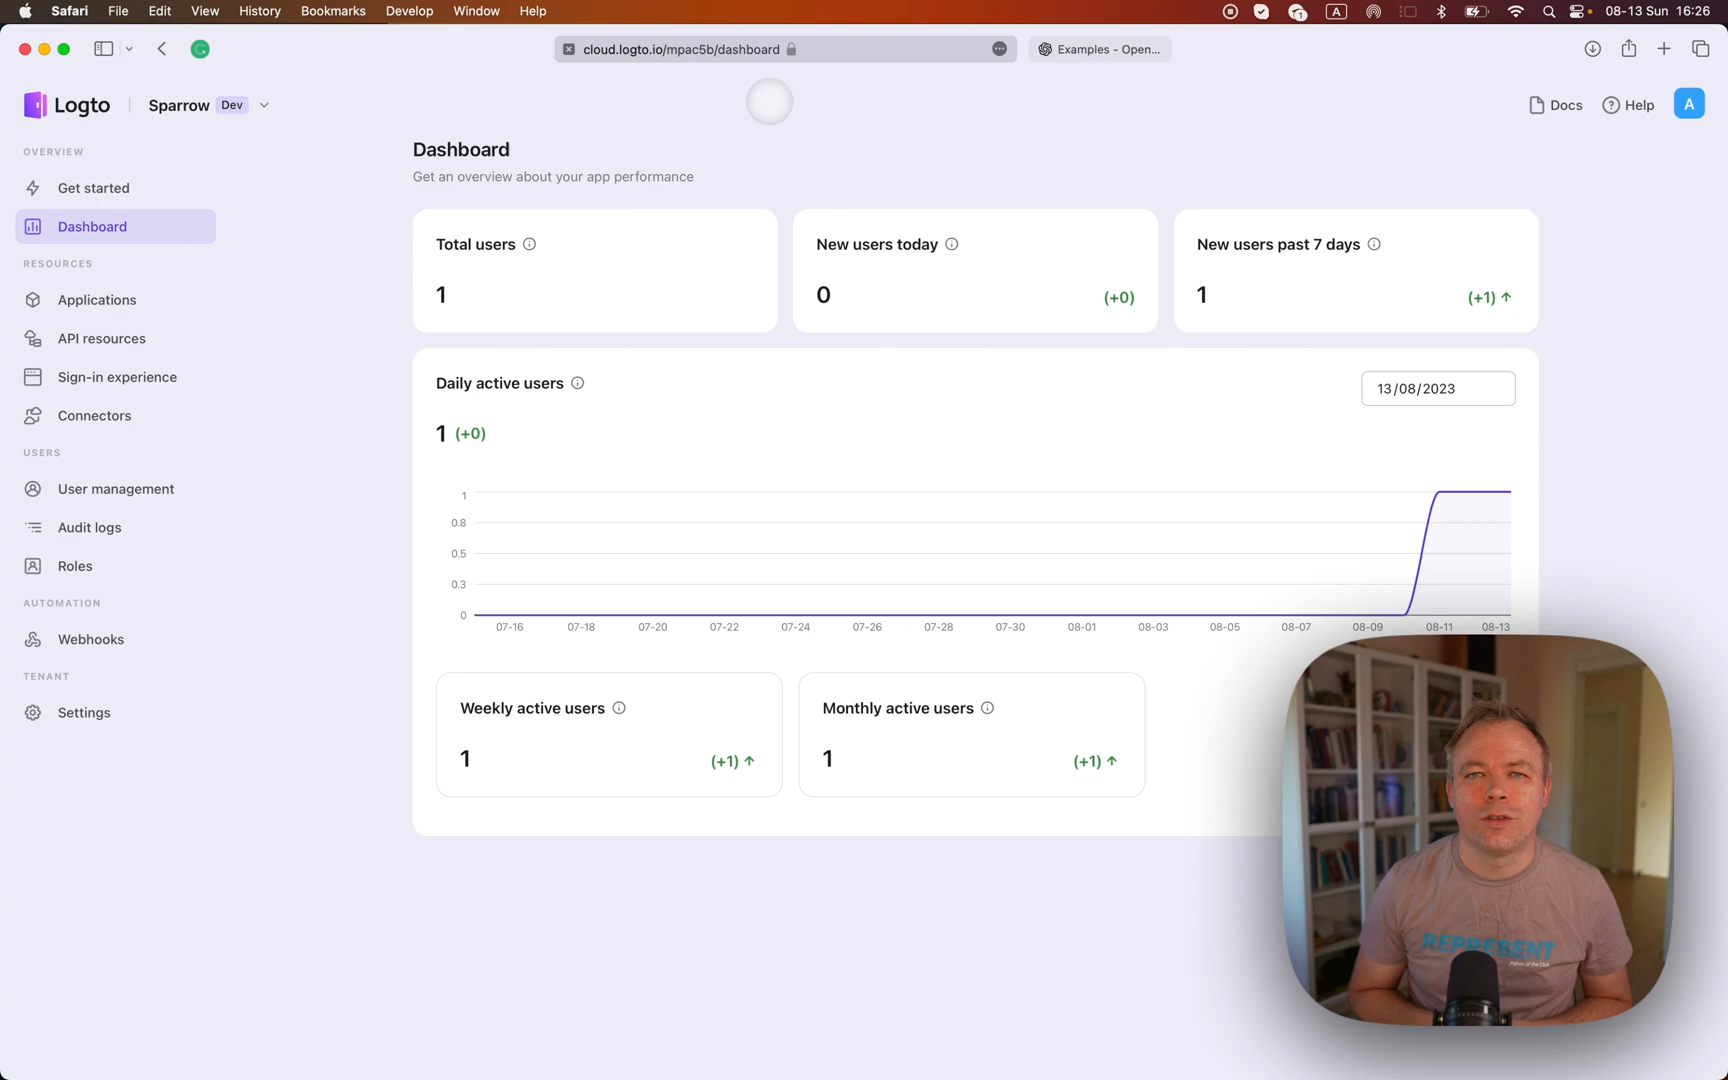 Safari File Edit View History Bookmarks Develop Window Help
A 08-13 Sun 16:26
cloud.logto.io/mpac5b/dashboard
Examples - Open...
Logto Sparrow Dev
Docs Help A
OVERVIEW
Get started
Dashboard
RESOURCES
Applications
API resources
Sign-in experience
Connectors
USERS
User management
Audit logs
Roles
AUTOMATION
Webhooks
TENANT
Settings
Dashboard
Get an overview about your app performance
Total users
1
New users today
0 (+0)
New users past 7 days
1 (+1)
Daily active users
13/08/2023
1 (+0)
1
0.8
0.5
0.3
0
07-16 07-18 07-20 07-22 07-24 07-26 07-28 07-30 08-01 08-03 08-05 08-07 08-09 08-11 08-13
Weekly active users
1 (+1)
Monthly active users
1 (+1)
REPRESENT